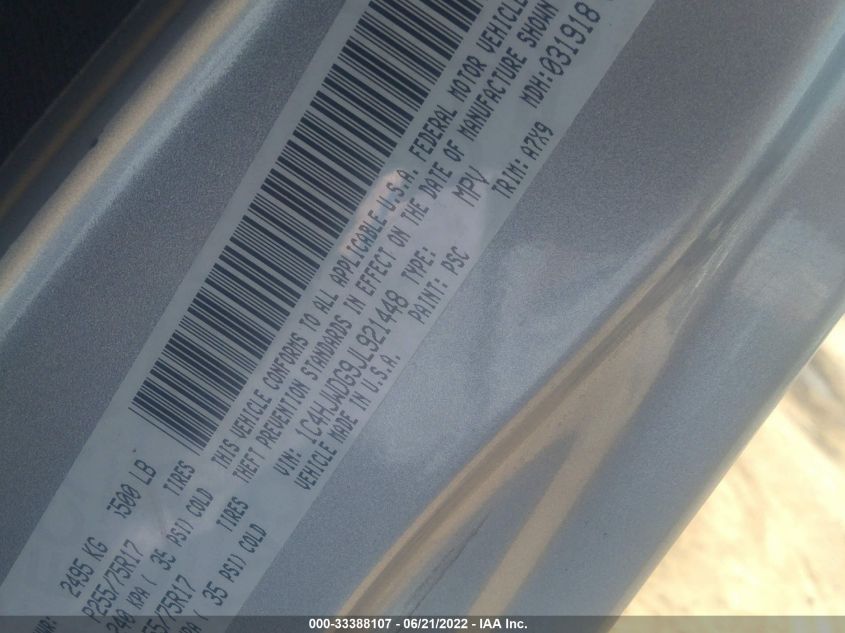 2495 KG 5500 LB
P255/75R17 TIRES
240 KPA ( 35 PSI) COLD
/75R17 TIRES
KPA ( 35 PSI) COLD
THIS VEHICLE CONFORMS TO ALL APPLICABLE U.S.A. FEDERAL MOTOR VEHICLE
THEFT PREVENTION STANDARDS IN EFFECT ON THE DATE OF MANUFACTURE SHOWN
VIN: 1C4HJWDG9JL921448 TYPE: MPV MDH:031918
VEHICLE MADE IN U.S.A. PAINT: PSC TRIM: A7X9
000-33388107 - 06/21/2022 - IAA Inc.